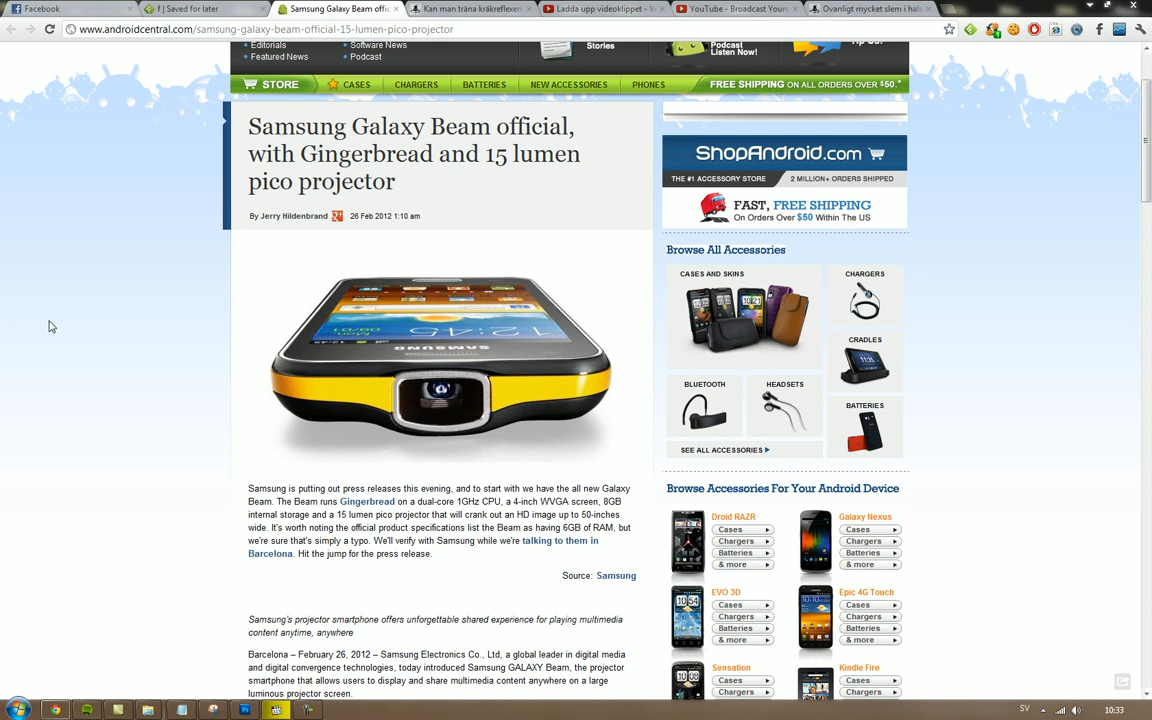 Facebook
f | Saved for later
Samsung Galaxy Beam offic
Kan man träna kräkreflexen
Ladda upp videoklippet - Y
YouTube - Broadcast Yours
Ovanligt mycket slem i hals
www.androidcentral.com/samsung-galaxy-beam-official-15-lumen-pico-projector
Editorials
Featured News
Software News
Podcast
Stories
Podcast
Listen Now!
STORE
CASES
CHARGERS
BATTERIES
NEW ACCESSORIES
PHONES
FREE SHIPPING ON ALL ORDERS OVER $50.*
Samsung Galaxy Beam official,
with Gingerbread and 15 lumen
pico projector
By Jerry Hildenbrand 26 Feb 2012 1:10 am
SAMSUNG
12:45
Samsung is putting out press releases this evening, and to start with we have the all new Galaxy
Beam. The Beam runs Gingerbread on a dual-core 1GHz CPU, a 4-inch WVGA screen, 8GB
internal storage and a 15 lumen pico projector that will crank out an HD image up to 50-inches
wide. It's worth noting the official product specifications list the Beam as having 6GB of RAM, but
we're sure that's simply a typo. We'll verify with Samsung while we're talking to them in
Barcelona. Hit the jump for the press release.
Source: Samsung
Samsung's projector smartphone offers unforgettable shared experience for playing multimedia
content anytime, anywhere
Barcelona – February 26, 2012 – Samsung Electronics Co., Ltd, a global leader in digital media
and digital convergence technologies, today introduced Samsung GALAXY Beam, the projector
smartphone that allows users to display and share multimedia content anywhere on a large
luminous projector screen.
ShopAndroid.com
THE #1 ACCESSORY STORE
2 MILLION+ ORDERS SHIPPED
FAST, FREE SHIPPING
On Orders Over $50 Within The US
Browse All Accessories
CASES AND SKINS
CHARGERS
CRADLES
BLUETOOTH
HEADSETS
BATTERIES
SEE ALL ACCESSORIES
Browse Accessories For Your Android Device
Droid RAZR
Cases
Chargers
Batteries
& more
Galaxy Nexus
Cases
Chargers
Batteries
& more
EVO 3D
Cases
Chargers
Batteries
& more
Epic 4G Touch
Cases
Chargers
Batteries
& more
Sensation
Cases
Chargers
Kindle Fire
Cases
Chargers
SV
10:33